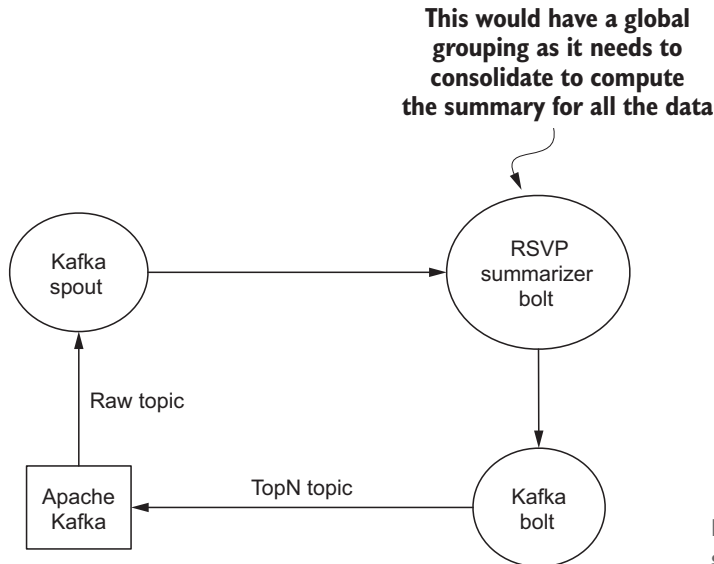 This would have a global
grouping as it needs to
consolidate to compute
the summary for all the data
Kafka
spout
RSVP
summarizer
bolt
Raw topic
Apache
Kafka
TopN topic
Kafka
bolt